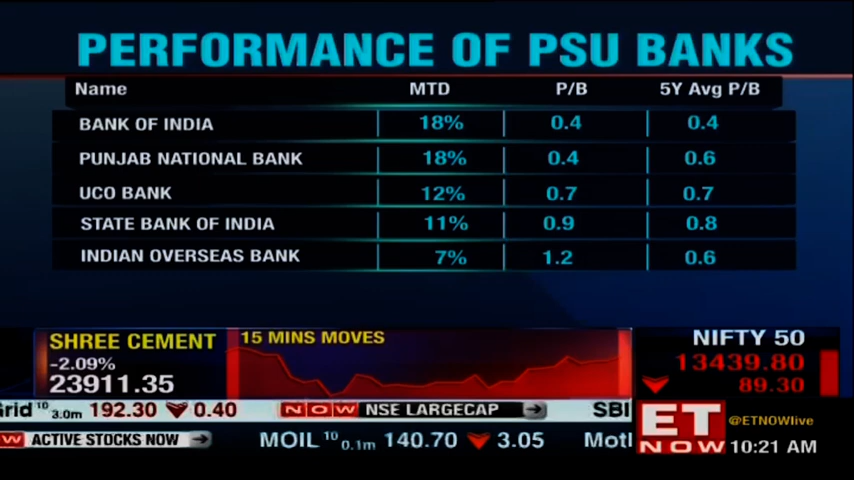 PERFORMANCE OF PSU BANKS
Name MTD P/B 5Y Avg P/B
BANK OF INDIA 18% 0.4 0.4
PUNJAB NATIONAL BANK 18% 0.4 0.6
UCO BANK 12% 0.7 0.7
STATE BANK OF INDIA 11% 0.9 0.8
INDIAN OVERSEAS BANK 7% 1.2 0.6
SHREE CEMENT
-2.09%
23911.35
15 MINS MOVES
NIFTY 50
13439.80
89.30
Grid 10 3.0m 192.30 0.40 NOW NSE LARGECAP SBI
W ACTIVE STOCKS NOW MOIL 10 0.1m 140.70 3.05 Motl
ET
NOW
@ETNOWlive
10:21 AM